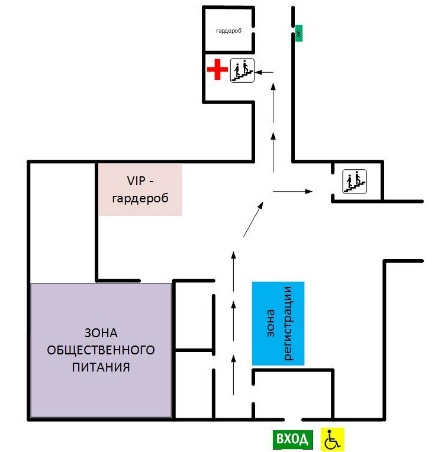 гардероб
VIP -
гардероб
зона
регистрации
ЗОНА
ОБЩЕСТВЕННОГО
ПИТАНИЯ
ВХОД